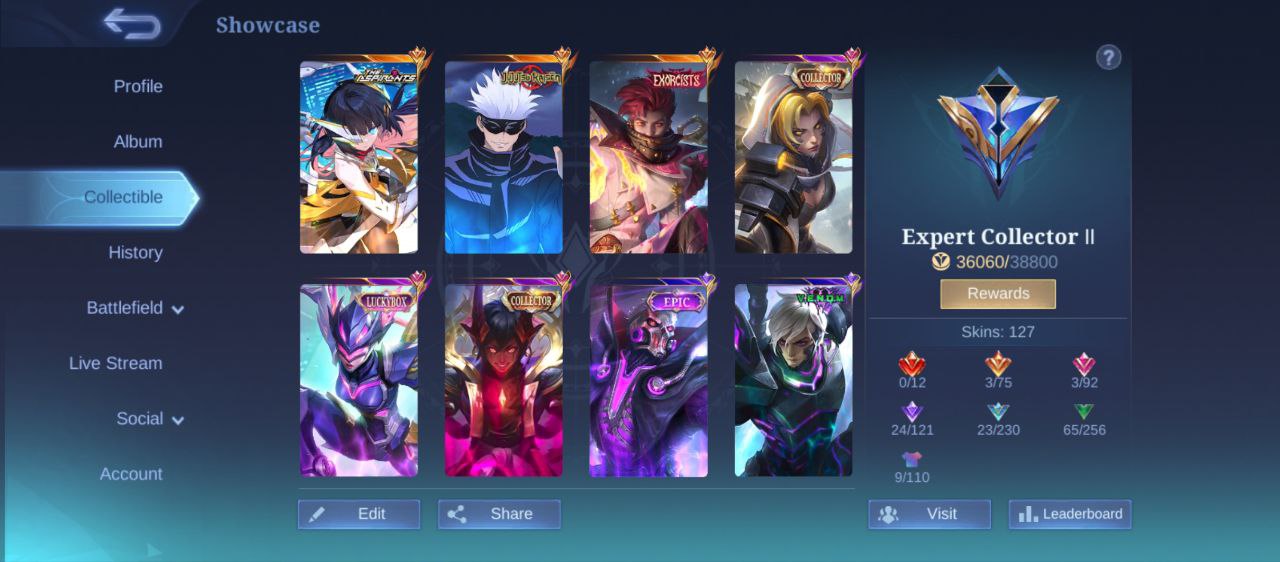 Showcase
Profile
Album
Collectible
History
Battlefield
Live Stream
Social
Account
THE ASPIRANTS
JUJUTSU KAISEN
EXORCISTS
COLLECTOR
LUCKYBOX
COLLECTOR
EPIC
V.E.N.O.M
Edit
Share
?
Expert Collector II
36060/38800
Rewards
Skins: 127
0/12
3/75
3/92
24/121
23/230
65/256
9/110
Visit
Leaderboard